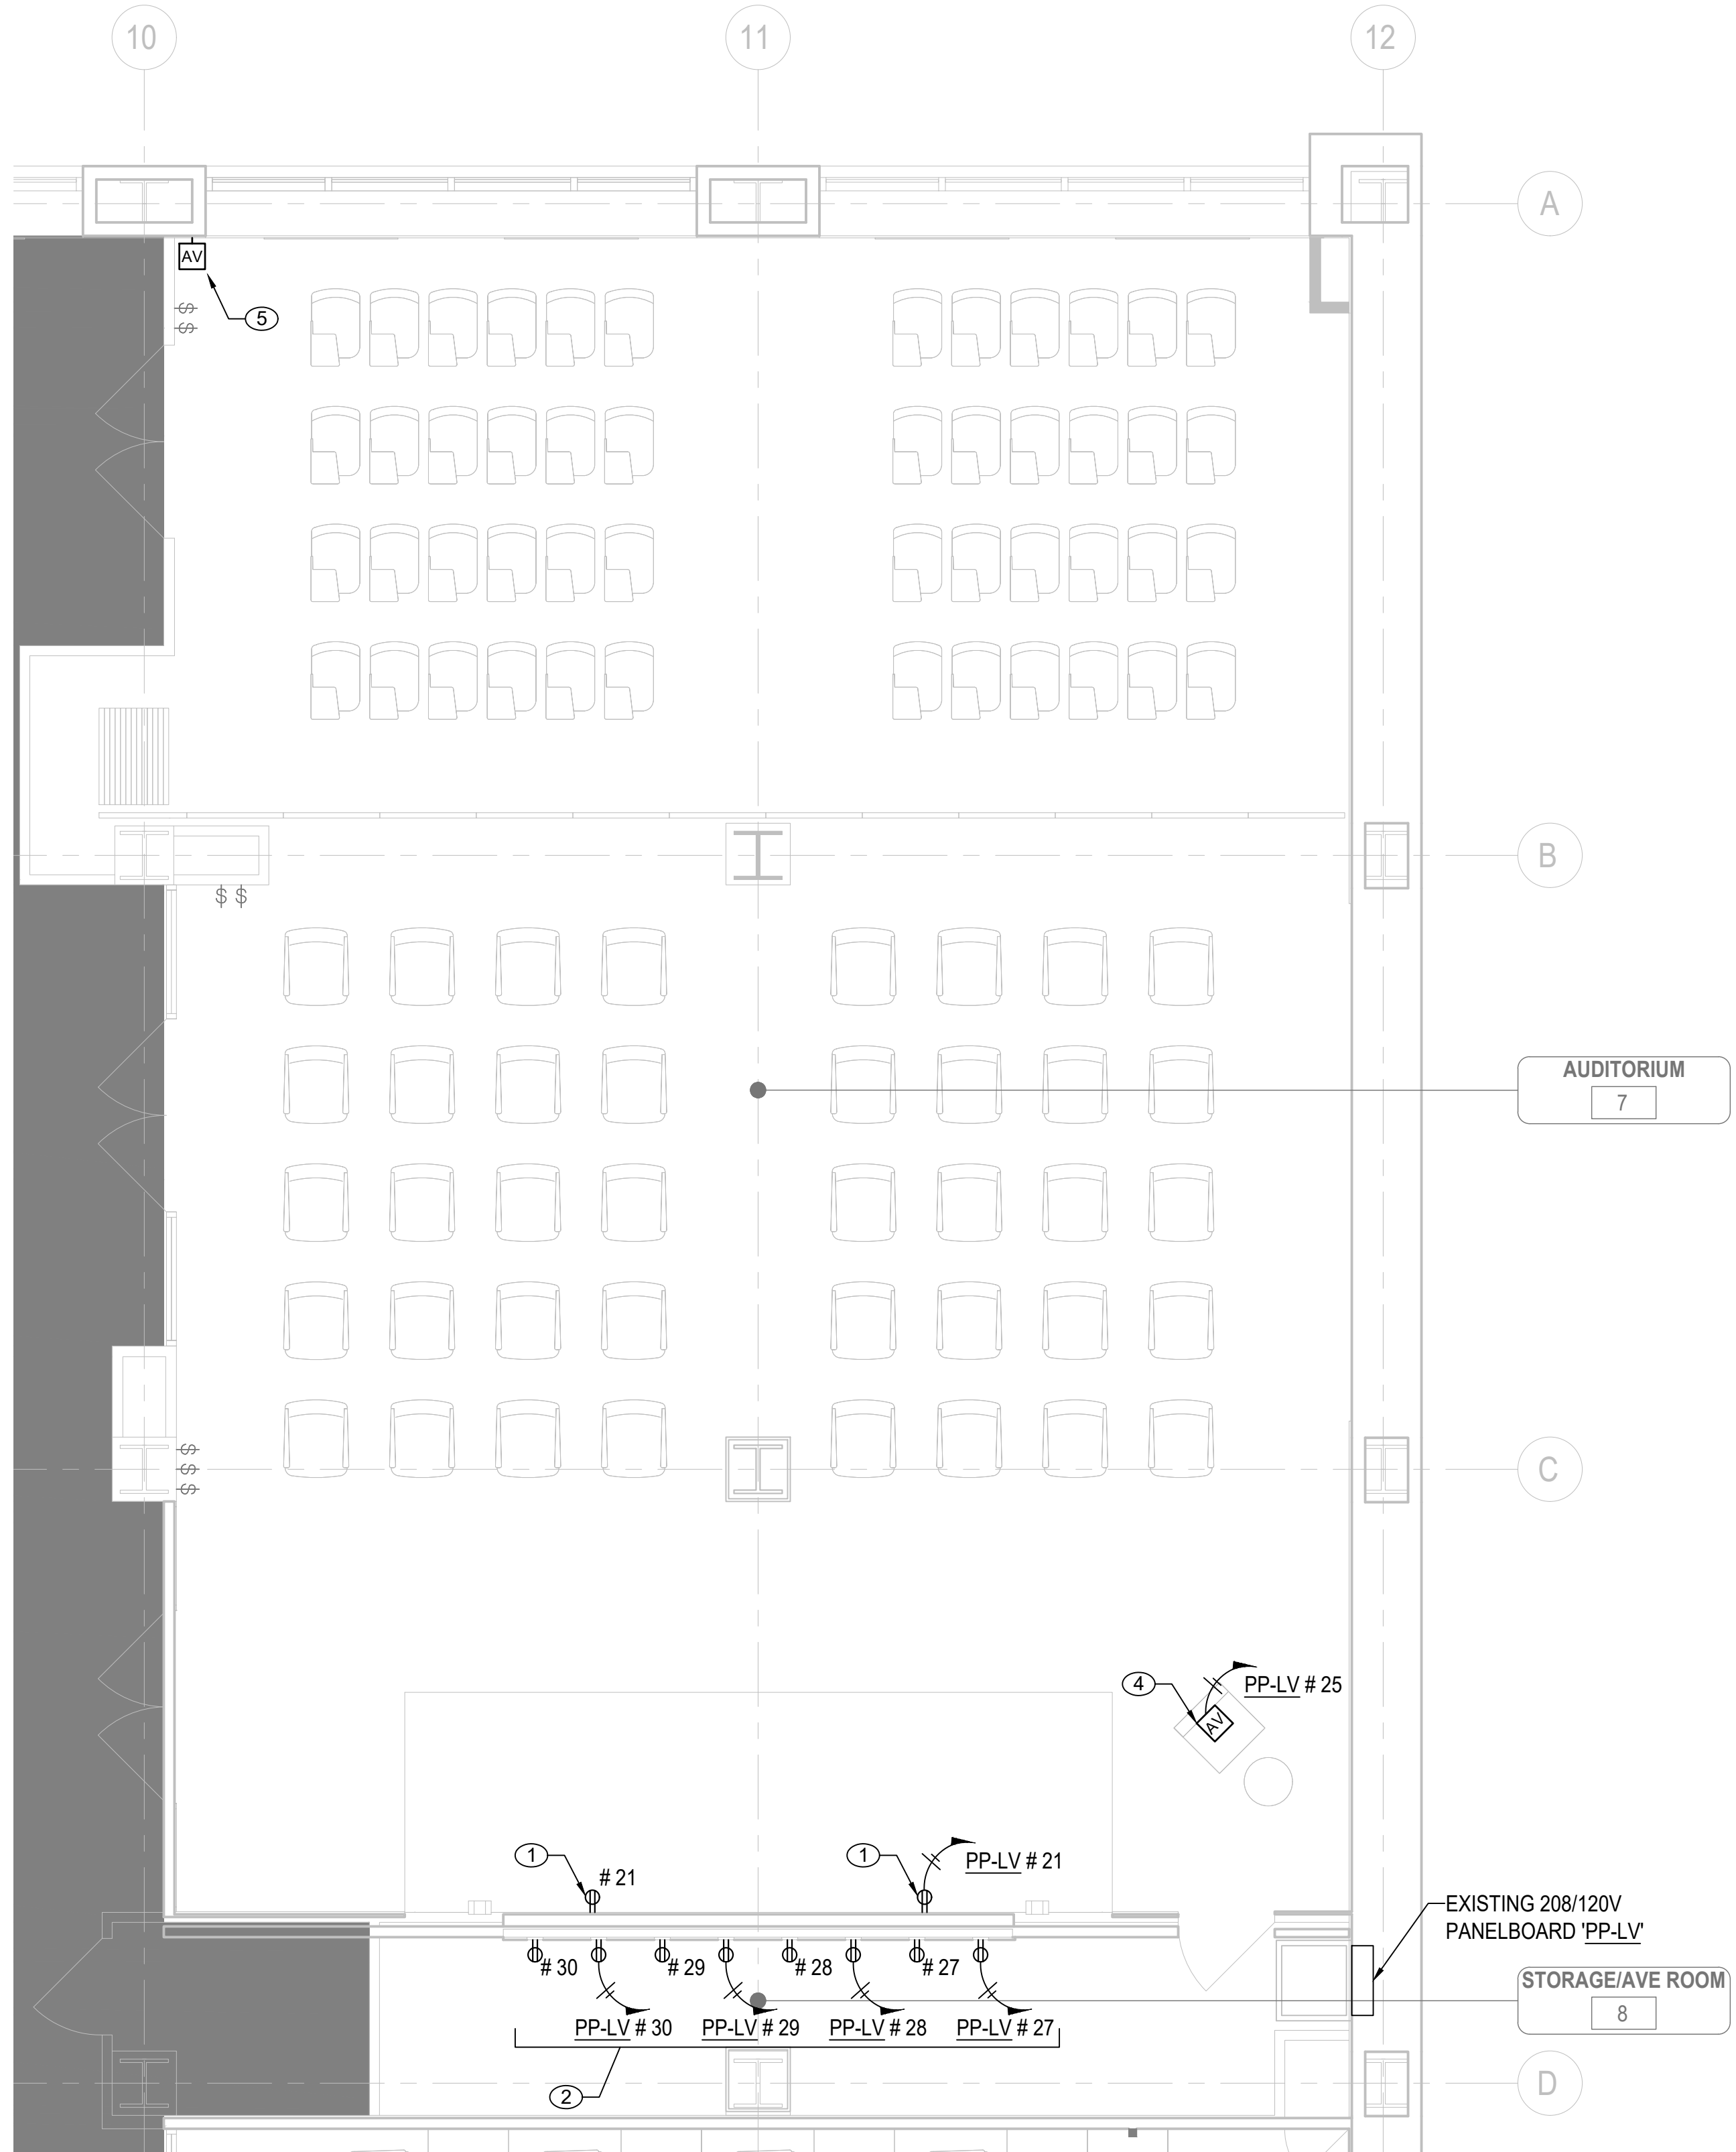 10
11
12
A
AV
5
$
$
B
$ $
AUDITORIUM
7
C
$
$
$
4
PP-LV # 25
AV
1
# 21
1
PP-LV # 21
EXISTING 208/120V
PANELBOARD 'PP-LV'
# 30
# 29
# 28
# 27
STORAGE/AVE ROOM
8
PP-LV # 30
PP-LV # 29
PP-LV # 28
PP-LV # 27
2
D